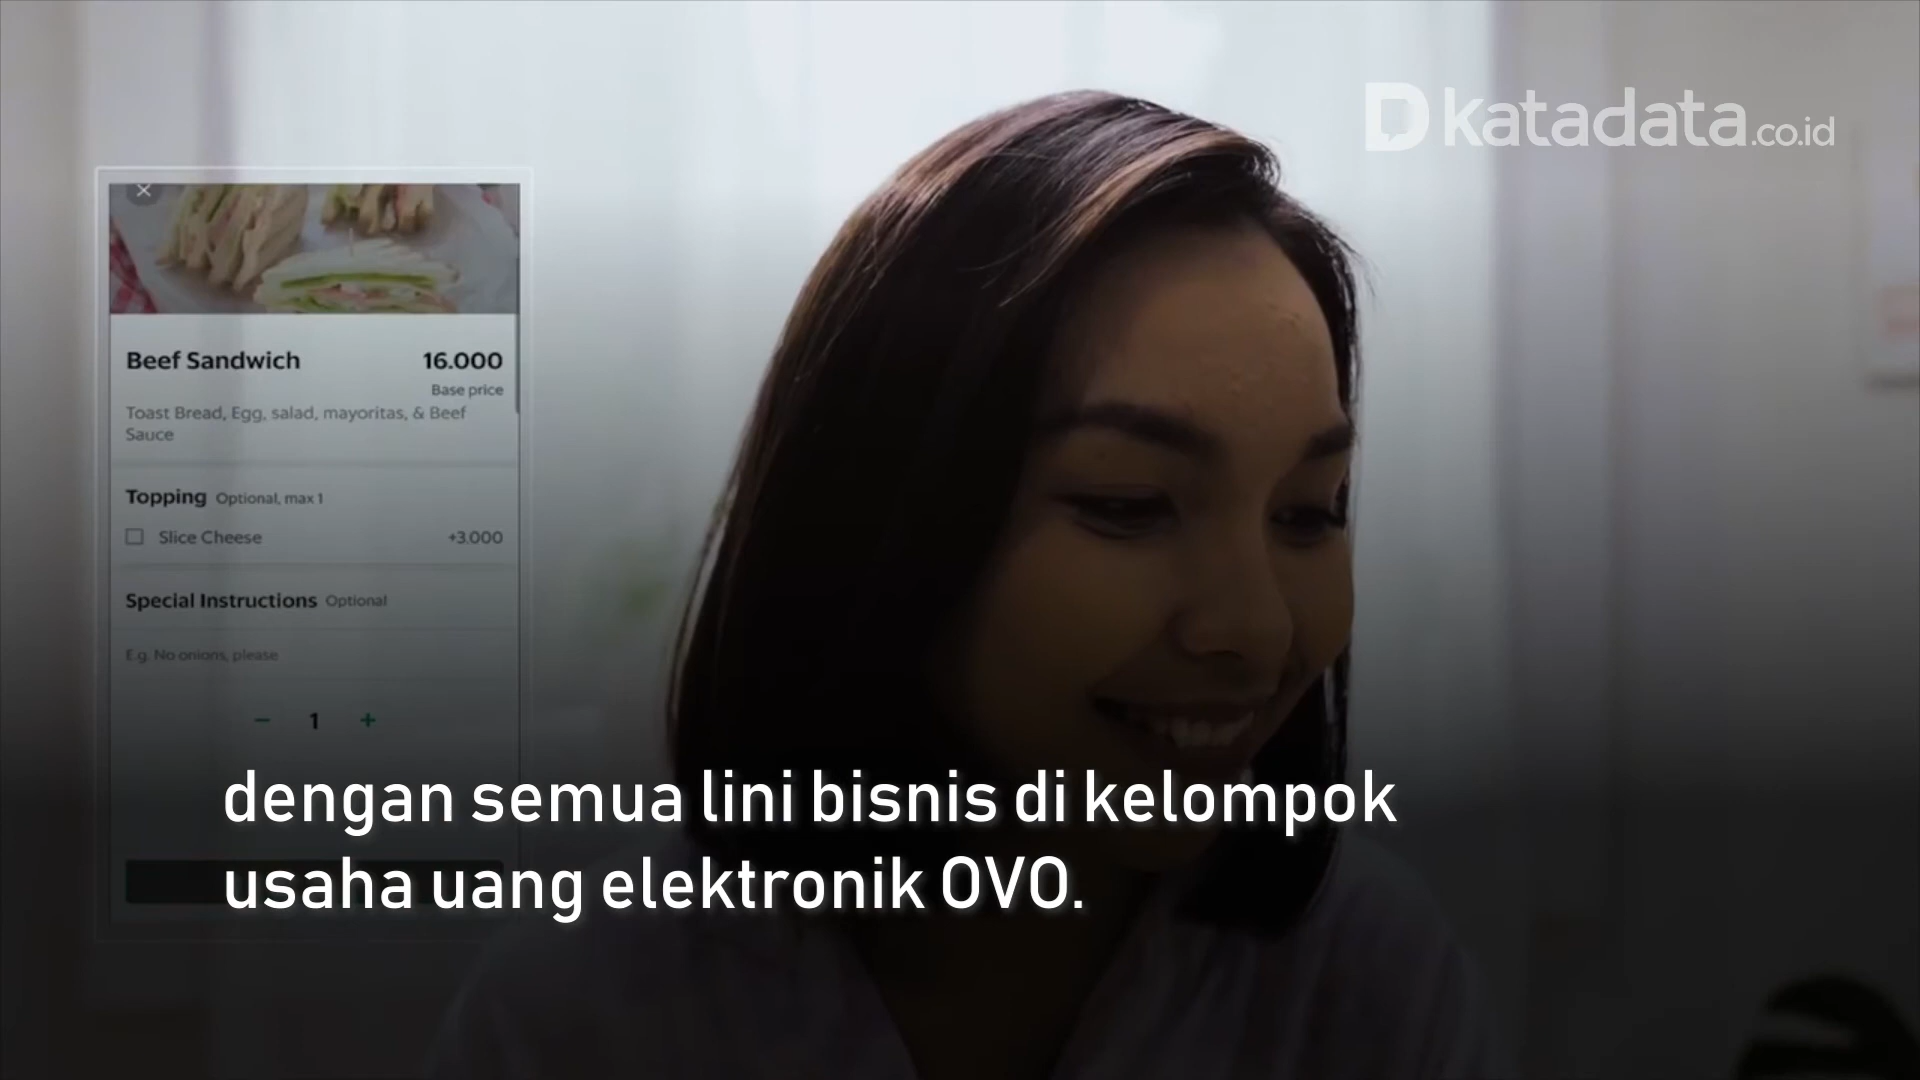 katadata.co.id
Beef Sandwich 16.000
Base price
Toast Bread, Egg, salad, mayoritas, & Beef
Sauce
Topping Optional, max 1
Slice Cheese +3.000
Special Instructions Optional
E.g. No onions, please
− 1 +
dengan semua lini bisnis di kelompok
usaha uang elektronik OVO.